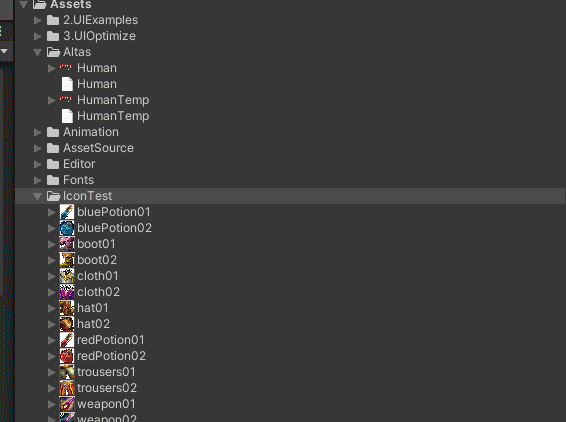 Assets
2.UIExamples
3.UIOptimize
Altas
Human
Human
HumanTemp
HumanTemp
Animation
AssetSource
Editor
Fonts
IconTest
bluePotion01
bluePotion02
boot01
boot02
cloth01
cloth02
hat01
hat02
redPotion01
redPotion02
trousers01
trousers02
weapon01
weapon02